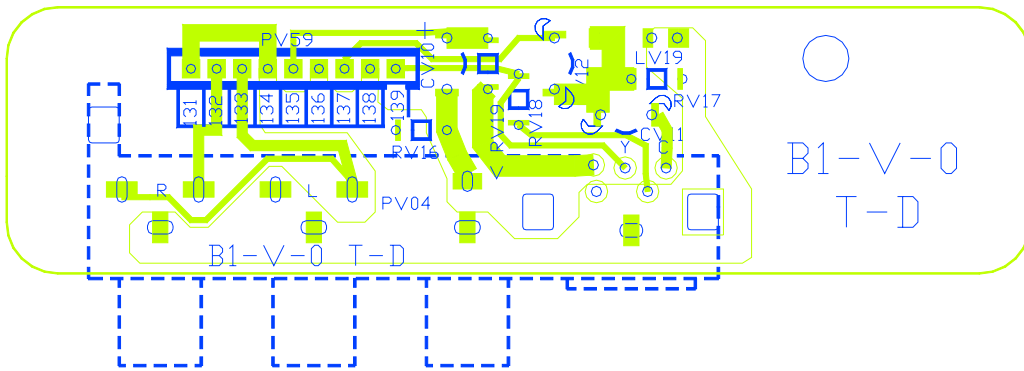 PV59
CV10
LV19
131
132
133
134
135
136
137
138
139
RV19
RV18
RV17
RV16
CV11
Y
C
R
L
PV04
B1-V-0
T-D
B1-V-0 T-D